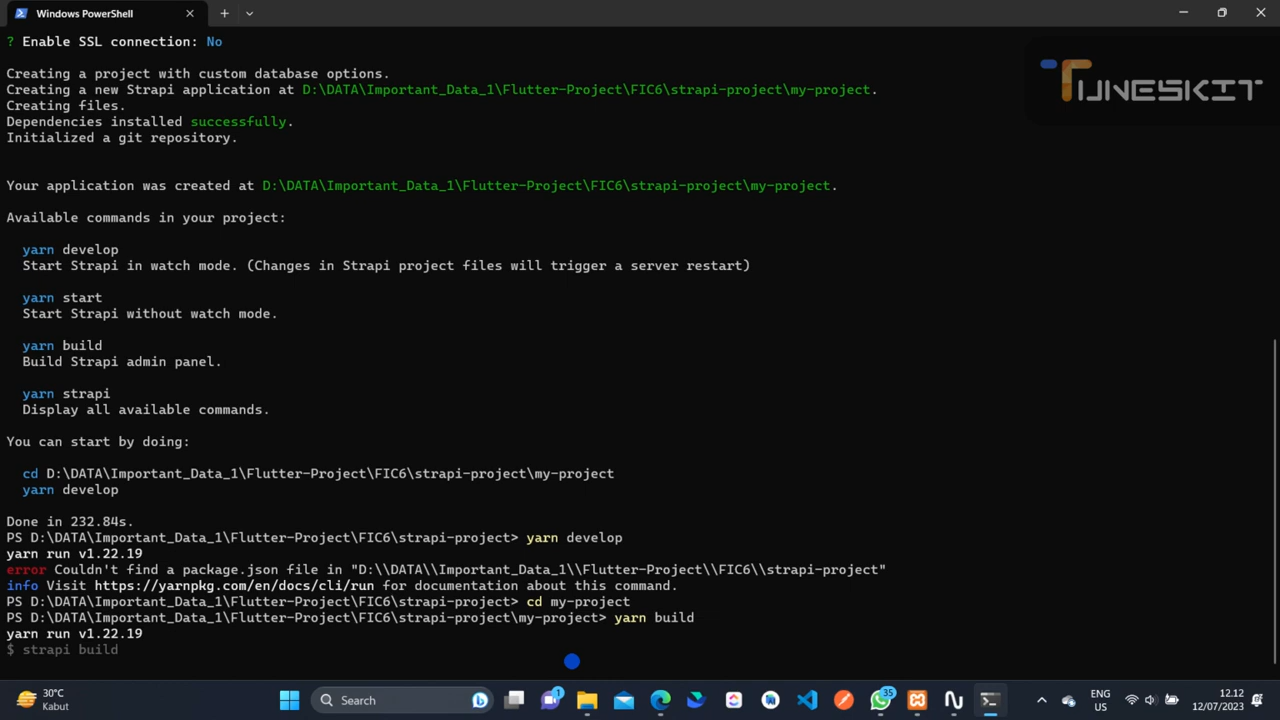 Windows PowerShell
? Enable SSL connection: No
Creating a project with custom database options.
Creating a new Strapi application at D:\DATA\Important_Data_1\Flutter-Project\FIC6\strapi-project\my-project.
Creating files.
Dependencies installed successfully.
Initialized a git repository.
Your application was created at D:\DATA\Important_Data_1\Flutter-Project\FIC6\strapi-project\my-project.
Available commands in your project:
yarn develop
Start Strapi in watch mode. (Changes in Strapi project files will trigger a server restart)
yarn start
Start Strapi without watch mode.
yarn build
Build Strapi admin panel.
yarn strapi
Display all available commands.
You can start by doing:
cd D:\DATA\Important_Data_1\Flutter-Project\FIC6\strapi-project\my-project
yarn develop
Done in 232.84s.
PS D:\DATA\Important_Data_1\Flutter-Project\FIC6\strapi-project> yarn develop
yarn run v1.22.19
error Couldn't find a package.json file in "D:\\DATA\\Important_Data_1\\Flutter-Project\\FIC6\\strapi-project"
info Visit https://yarnpkg.com/en/docs/cli/run for documentation about this command.
PS D:\DATA\Important_Data_1\Flutter-Project\FIC6\strapi-project> cd my-project
PS D:\DATA\Important_Data_1\Flutter-Project\FIC6\strapi-project\my-project> yarn build
yarn run v1.22.19
$ strapi build
TUNESKIT
30°C
Kabut
Search
1
35
ENG
US
12.12
12/07/2023